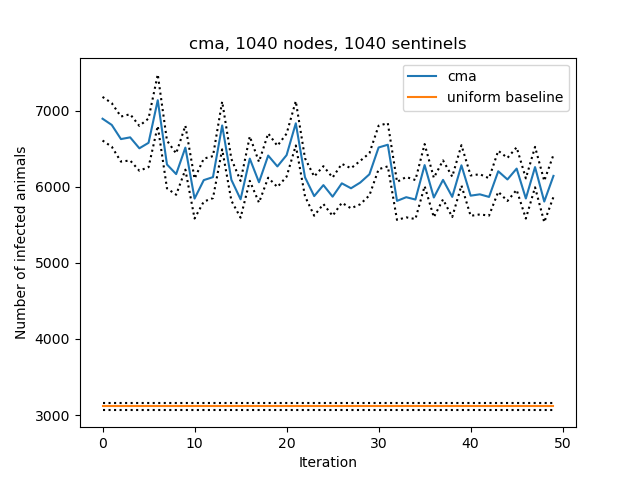 cma, 1040 nodes, 1040 sentinels
cma
uniform baseline
Number of infected animals
7000
6000
5000
4000
3000
0 10 20 30 40 50
Iteration